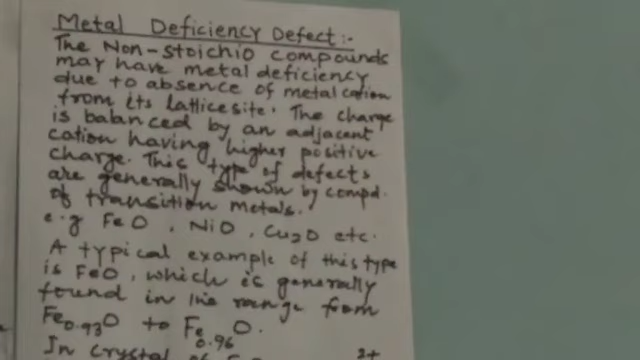 Metal Deficiency Defect:-
The Non-stoichio compounds
may have metal deficiency
due to absence of metal cation
from its lattice site. The charge
is balanced by an adjacent
cation having higher positive
charge. This type of defects
are generally shown by compd.
of transition metals.
e.g FeO, NiO, Cu2O etc.
A typical example of this type
is FeO, which is generally
found in the range from
Fe0.93O to Fe0.96O.
In crystal of 2+